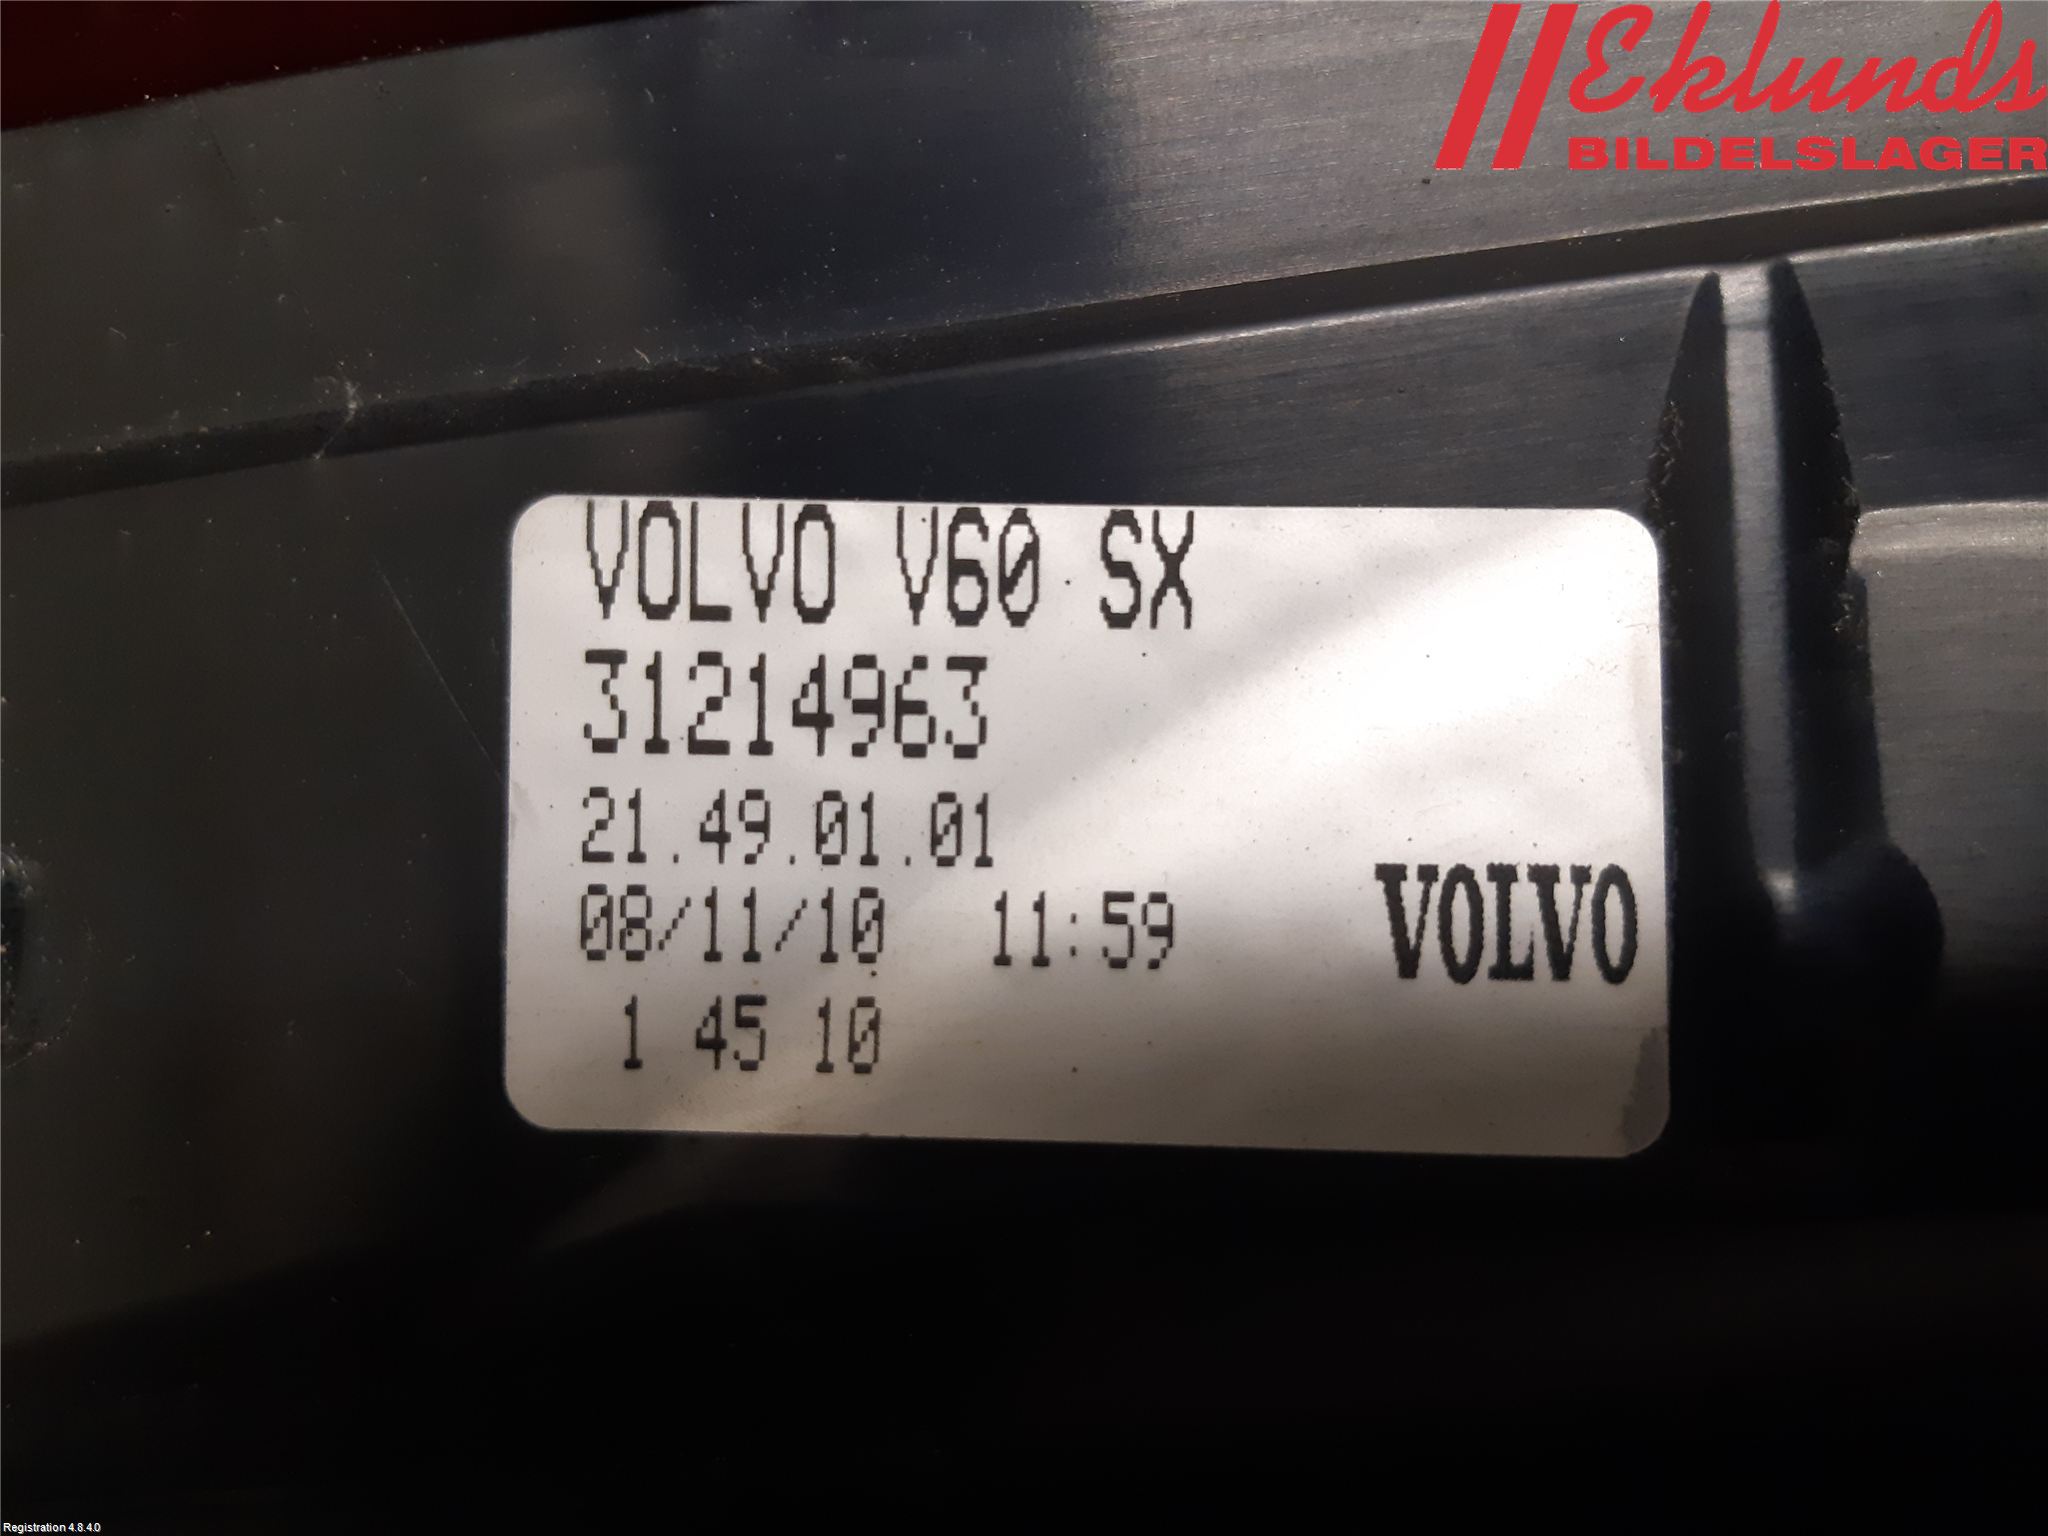 Eklunds
BILDELSLAGER
VOLVO V60 SX
31214963
21.49.01.01
08/11/10 11:59
VOLVO
1 45 10
Registration 4.8.4.0